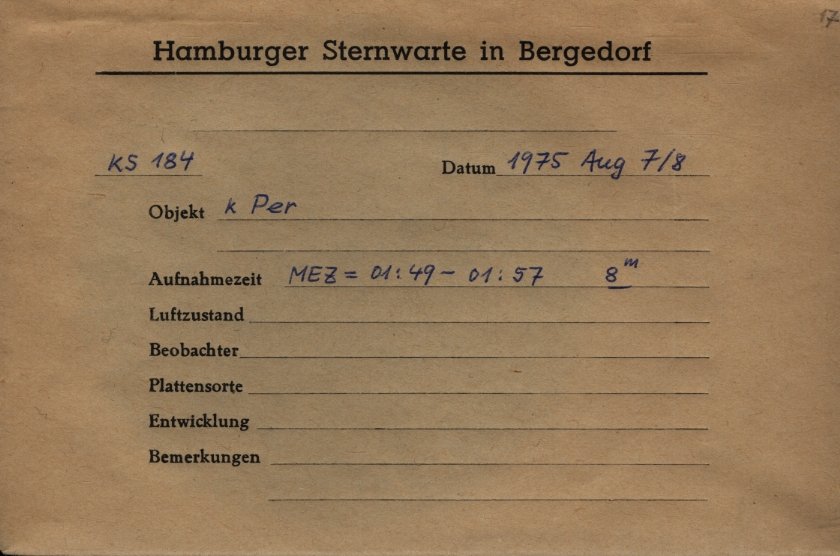 17
Hamburger Sternwarte in Bergedorf
KS 184 Datum 1975 Aug 7/8
Objekt κ Per
Aufnahmezeit MEZ = 01:49 - 01:57 8ᵐ
Luftzustand
Beobachter
Plattensorte
Entwicklung
Bemerkungen